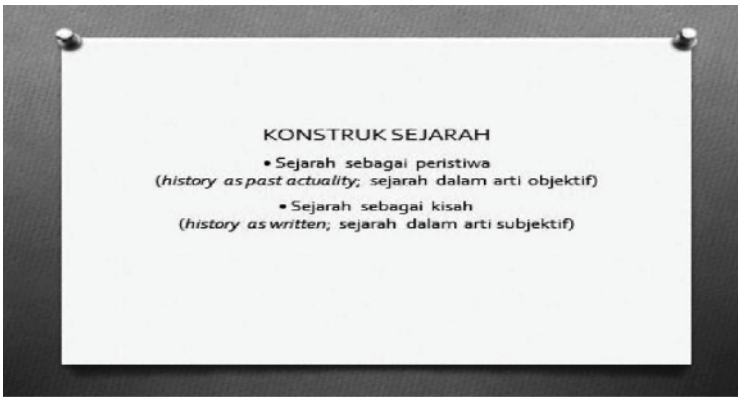 KONSTRUK SEJARAH
• Sejarah sebagai peristiwa
(history as past actuality; sejarah dalam arti objektif)
• Sejarah sebagai kisah
(history as written; sejarah dalam arti subjektif)